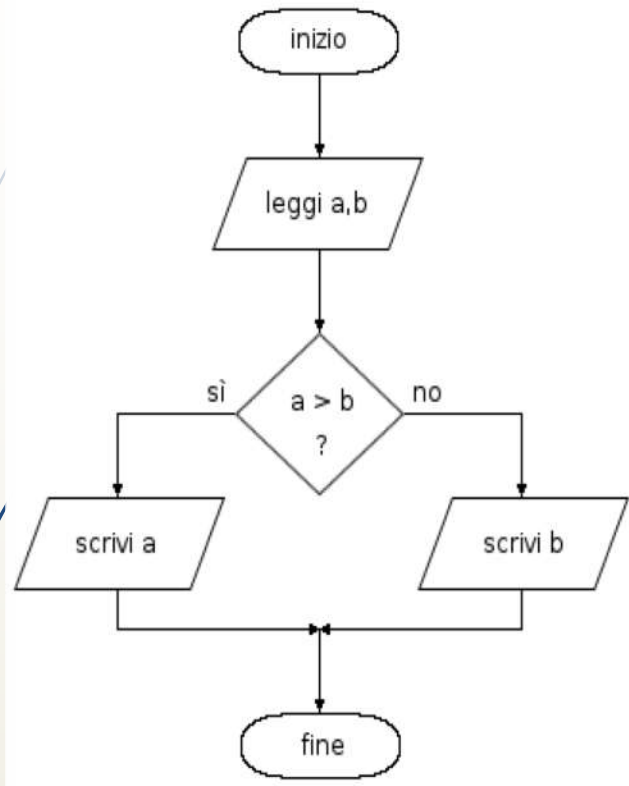 inizio
leggi a,b
a > b
?
sì
no
scrivi a
scrivi b
fine